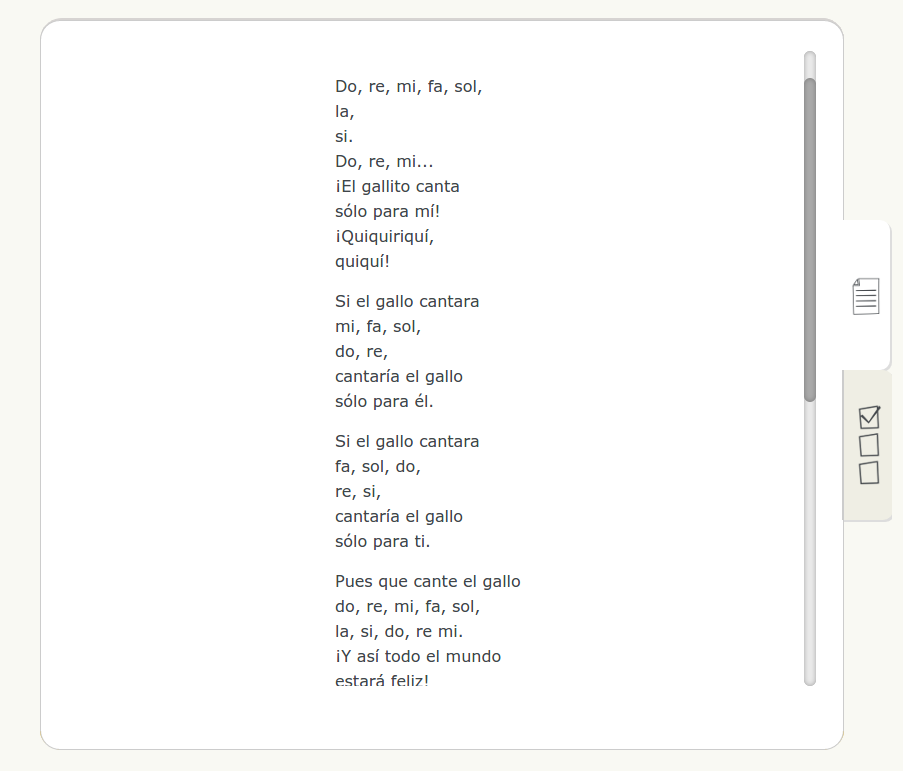 Do, re, mi, fa, sol,
la,
si.
Do, re, mi...
¡El gallito canta
sólo para mí!
¡Quiquiriquí,
quiquí!
Si el gallo cantara
mi, fa, sol,
do, re,
cantaría el gallo
sólo para él.
Si el gallo cantara
fa, sol, do,
re, si,
cantaría el gallo
sólo para ti.
Pues que cante el gallo
do, re, mi, fa, sol,
la, si, do, re mi.
¡Y así todo el mundo
estará feliz!